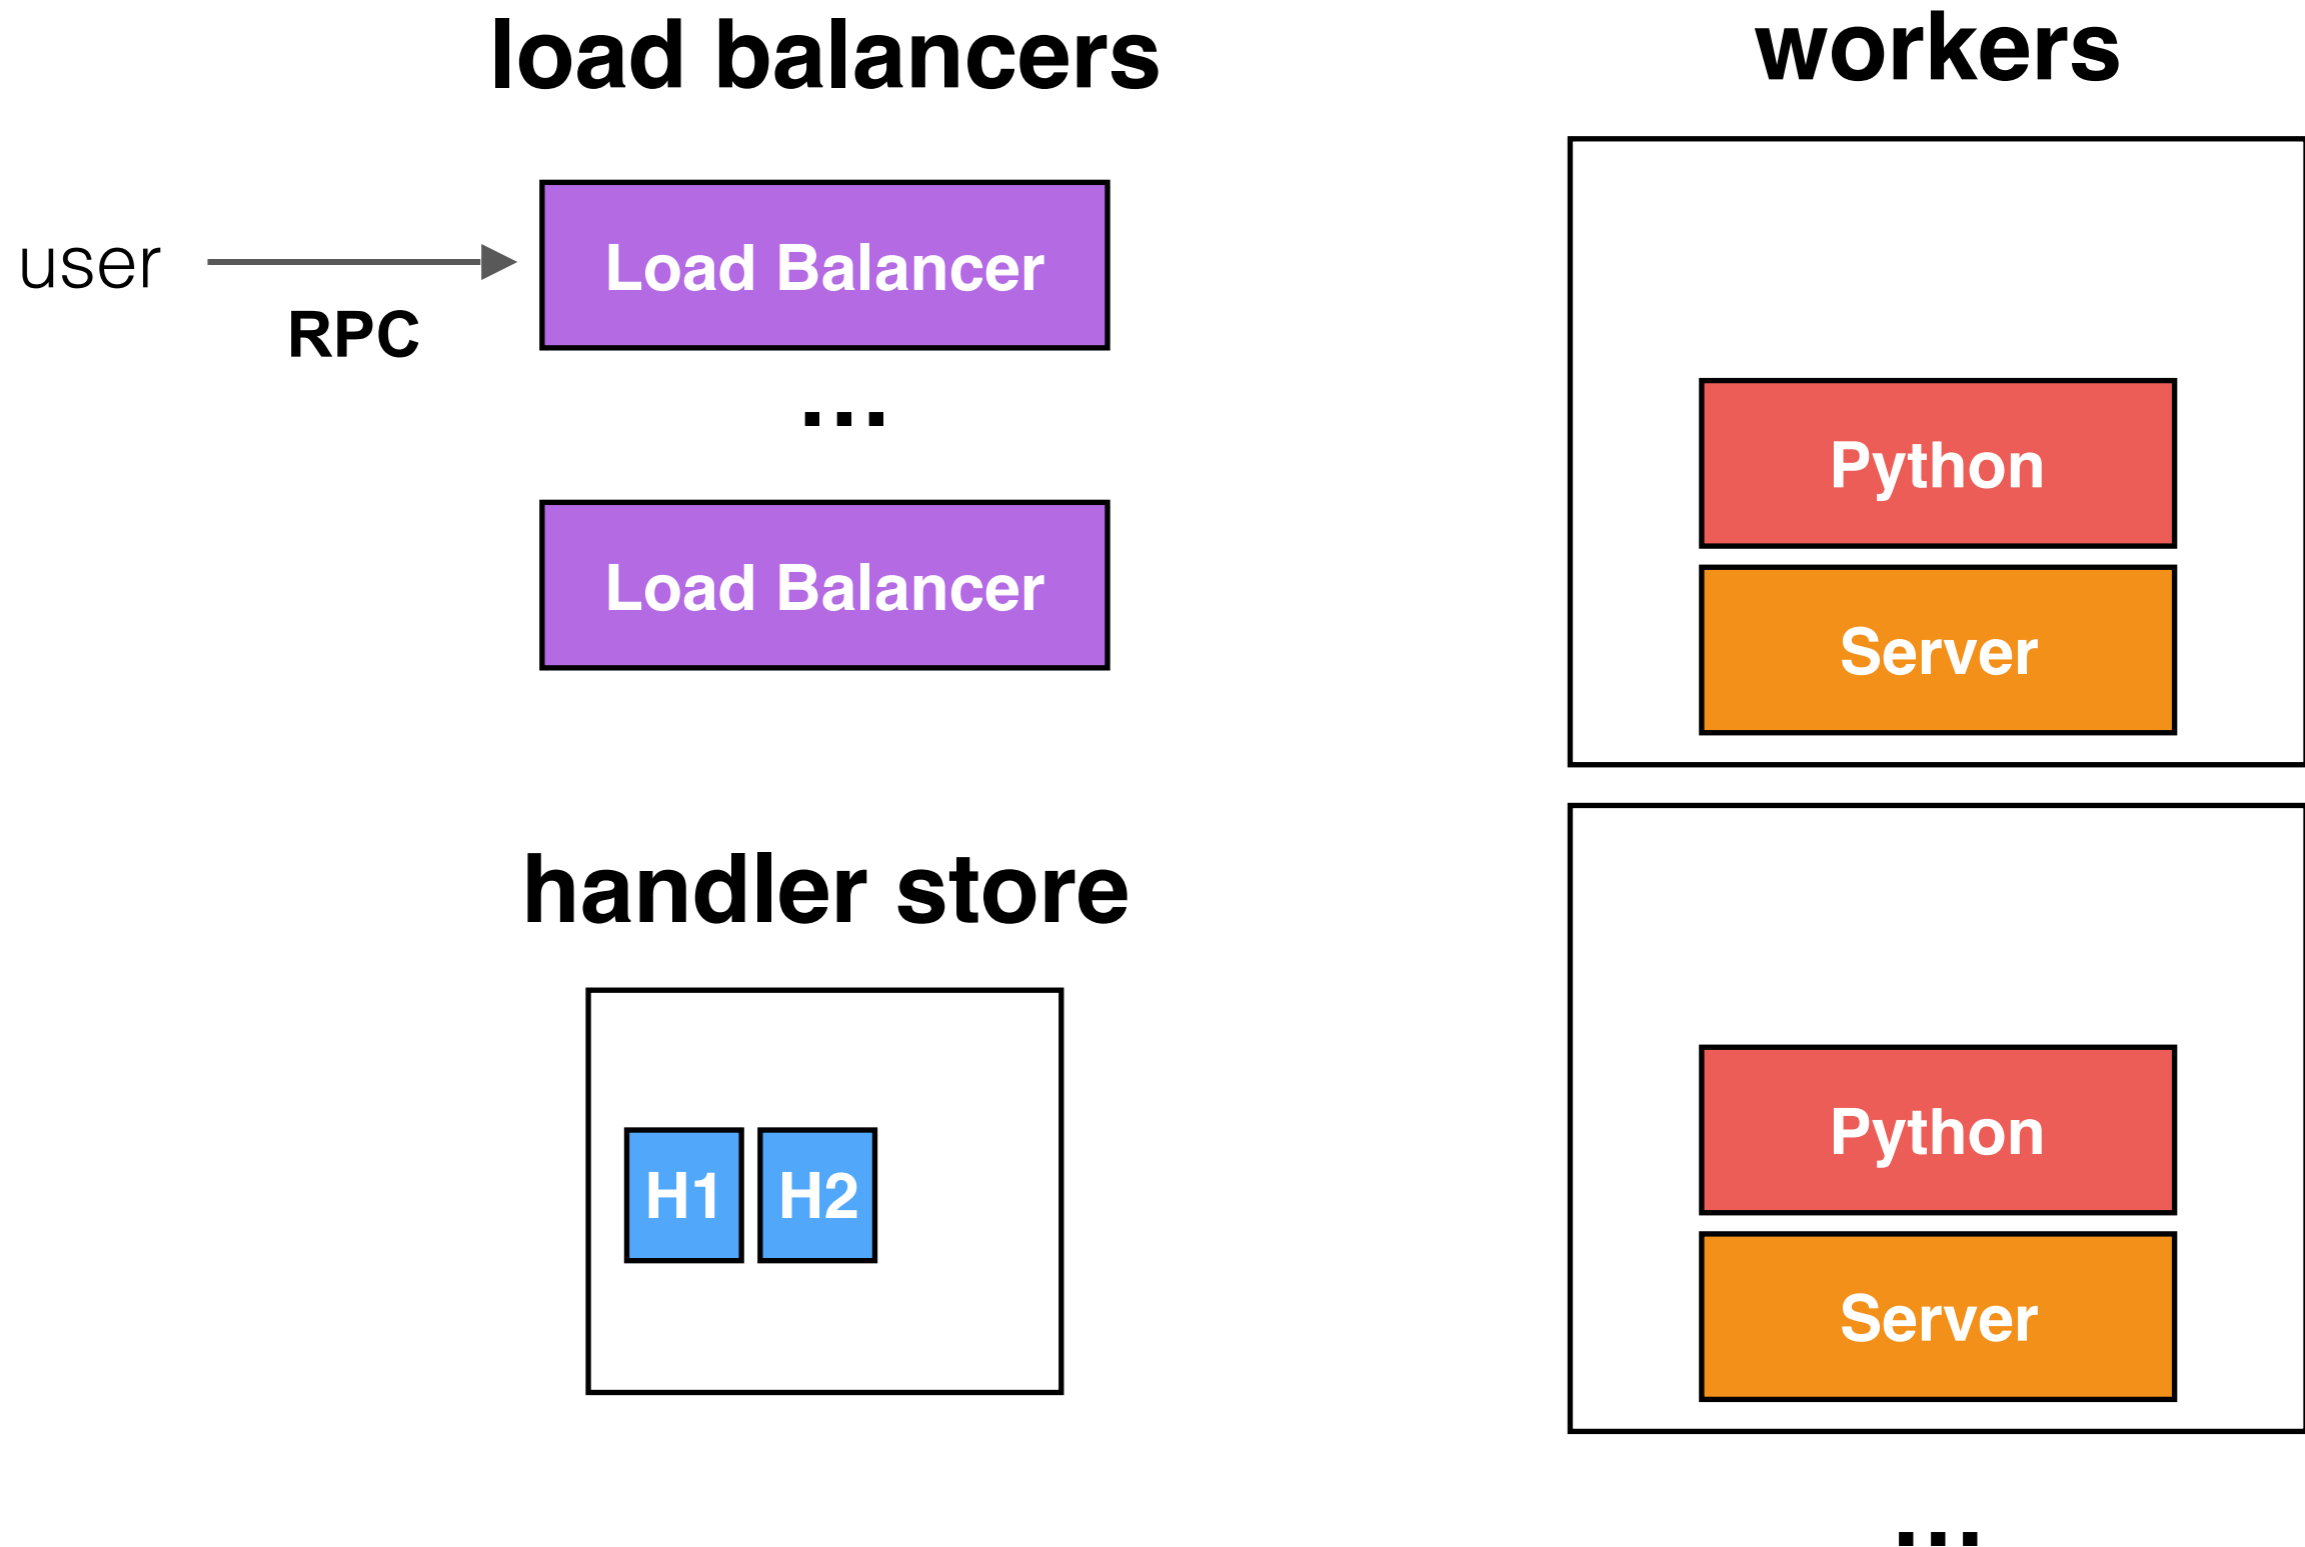 load balancers
workers
user
RPC
Load Balancer
...
Load Balancer
Python
Server
handler store
H1 H2
Python
Server
...